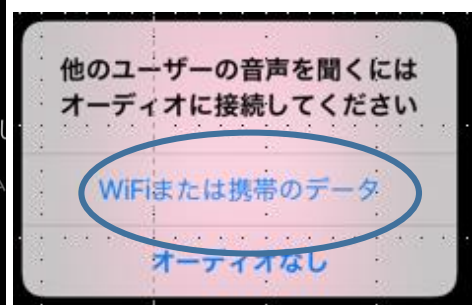 他のユーザーの音声を聞くには
オーディオに接続してください
WiFiまたは携帯のデータ
オーディオなし